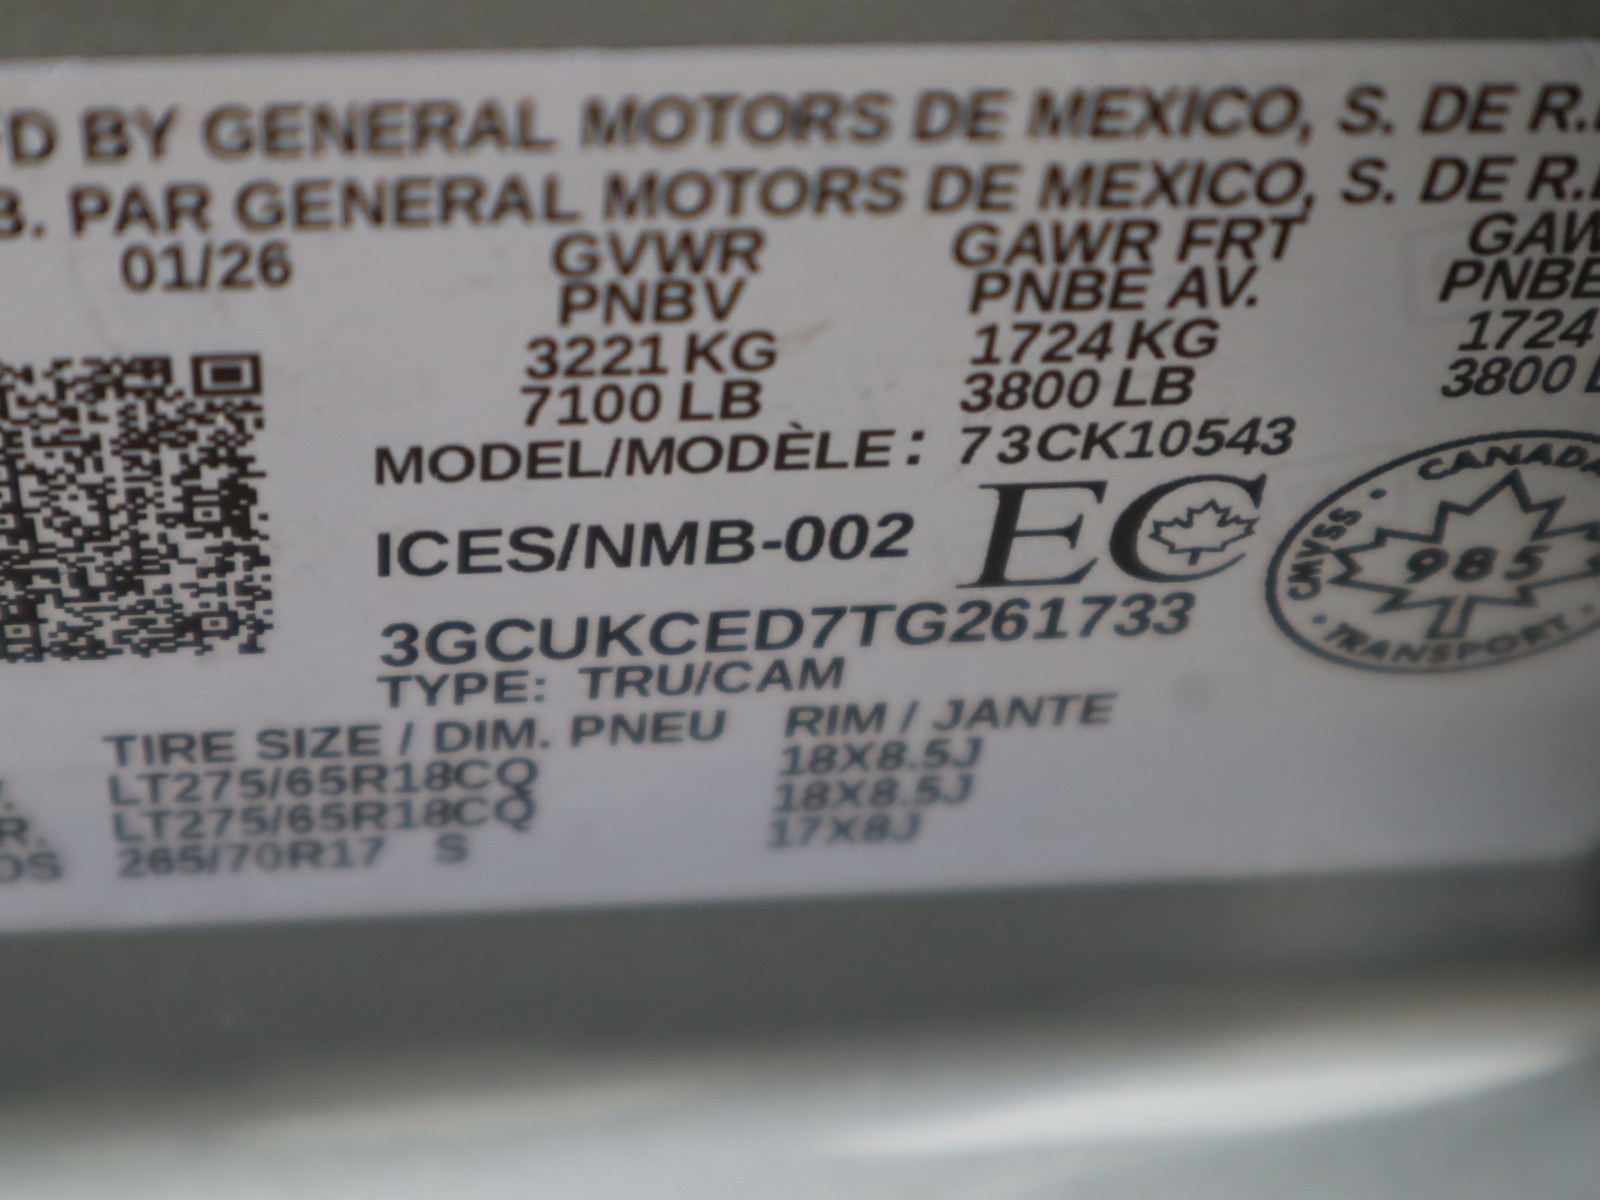 FD BY GENERAL MOTORS DE MEXICO, S. DE R.L
B. PAR GENERAL MOTORS DE MEXICO, S. DE R.L
01/26 GVWR GAWR FRT GAW
PNBV PNBE AV. PNBE
3221 KG 1724 KG 1724
7100 LB 3800 LB 3800 L
MODEL/MODÈLE: 73CK10543
ICES/NMB-002 EC
CANADA
CMVSS
985
TRANSPORT
3GCUKCED7TG261733
TYPE: TRU/CAM
TIRE SIZE / DIM. PNEU RIM / JANTE
LT275/65R18CQ 18X8.5J
R. LT275/65R18CQ 18X8.5J
OS 265/70R17 S 17X8J